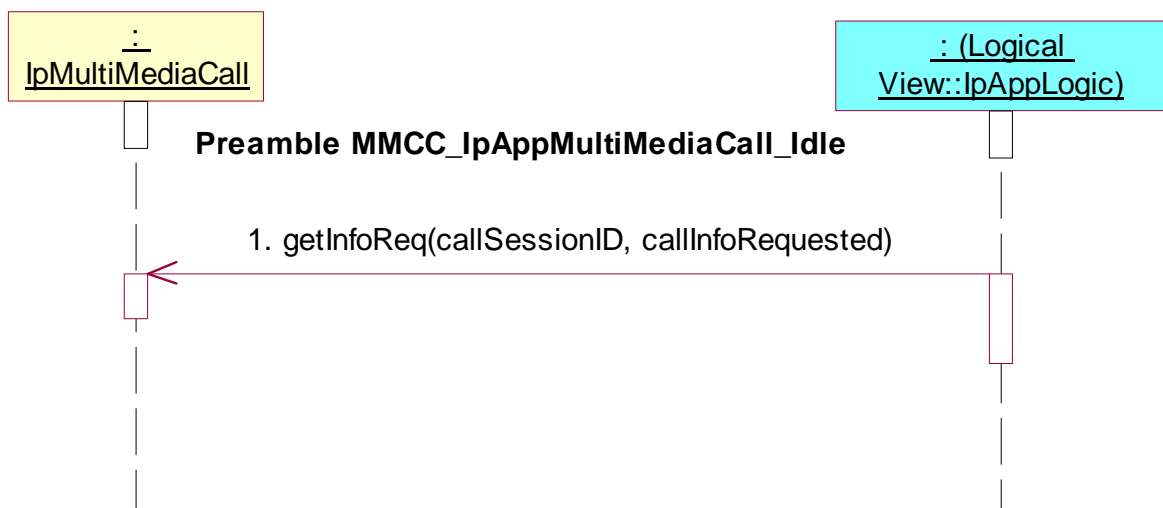 :
IpMultiMediaCall
: (Logical
View::IpAppLogic)
Preamble MMCC_IpAppMultiMediaCall_Idle
1. getInfoReq(callSessionID, callInfoRequested)